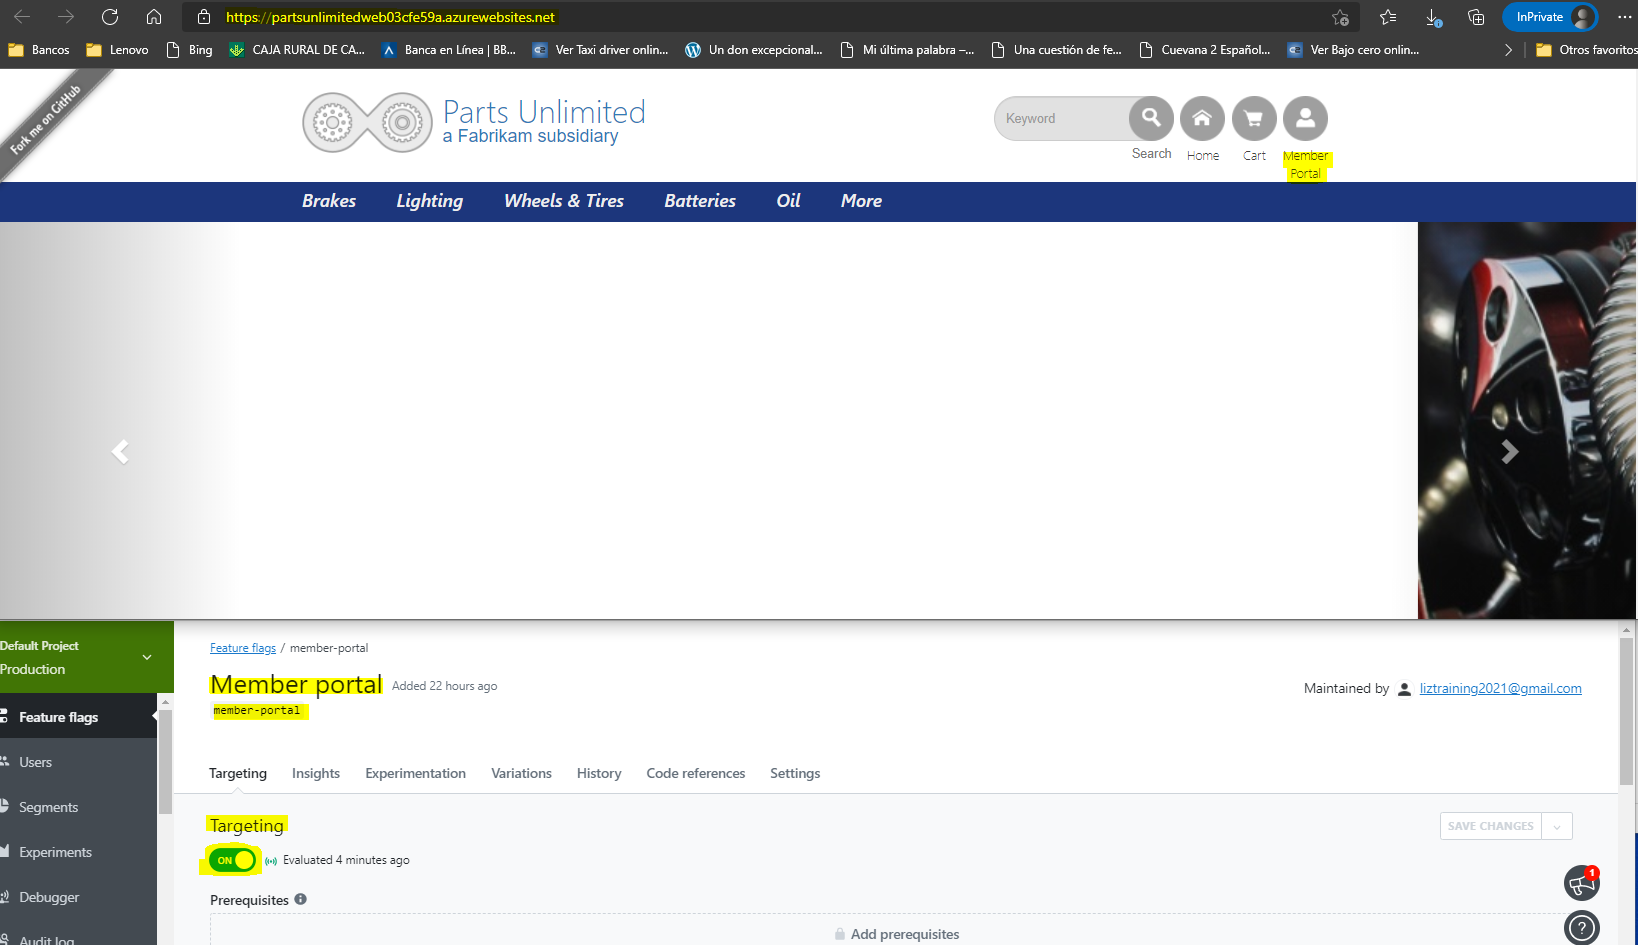 https://partsunlimitedweb03cfe59a.azurewebsites.net
InPrivate
Bancos
Lenovo
Bing
CAJA RURAL DE CA...
Banca en Línea | BB...
Ver Taxi driver onlin...
Un don excepcional...
Mi última palabra –...
Una cuestión de fe...
Cuevana 2 Español...
Ver Bajo cero onlin...
Otros favoritos
Fork me on GitHub
Parts Unlimited
a Fabrikam subsidiary
Keyword
Search
Home
Cart
Member
Portal
Brakes
Lighting
Wheels & Tires
Batteries
Oil
More
Default Project
Production
Feature flags
Users
Segments
Experiments
Debugger
Audit log
Feature flags / member-portal
Member portal Added 22 hours ago
member-portal
Maintained by liztraining2021@gmail.com
Targeting
Insights
Experimentation
Variations
History
Code references
Settings
Targeting
SAVE CHANGES
ON
Evaluated 4 minutes ago
Prerequisites
Add prerequisites
1
?